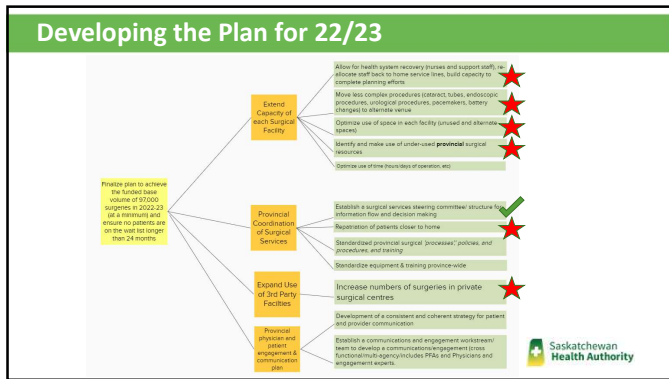 Developing the Plan for 22/23
Finalize plan to achieve
the funded base
volume of 97,000
surgeries in 2022-23
(at a minimum) and
ensure no patients are
on the wait list longer
than 24 months
Extend
Capacity of
each Surgical
Facility
Allow for health system recovery (nurses and support staff), re-
allocate staff back to home service lines, build capacity to
complete planning efforts
Move less complex procedures (cataract, tubes, endoscopic
procedures, urological procedures, pacemakers, battery
changes) to alternate venue
Optimize use of space in each facility (unused and alternate
spaces)
Identify and make use of under-used provincial surgical
resources
Optimize use of time (hours/days of operation, etc)
Provincial
Coordination
of Surgical
Services
Establish a surgical services steering committee/ structure for
information flow and decision making
Repatriation of patients closer to home
Standardized provincial surgical 'processes', policies, and
procedures, and training
Standardize equipment & training province-wide
Expand Use
of 3rd Party
Facilties
Increase numbers of surgeries in private
surgical centres
Provincial
physician and
patient
engagement &
communication
plan
Development of a consistent and coherent strategy for patient
and provider communication
Establish a communications and engagement workstream/
team to develop a communications/engagement (cross
functional/multi-agency/includes PFAs and Physicians and
engagement experts.
Saskatchewan
Health Authority